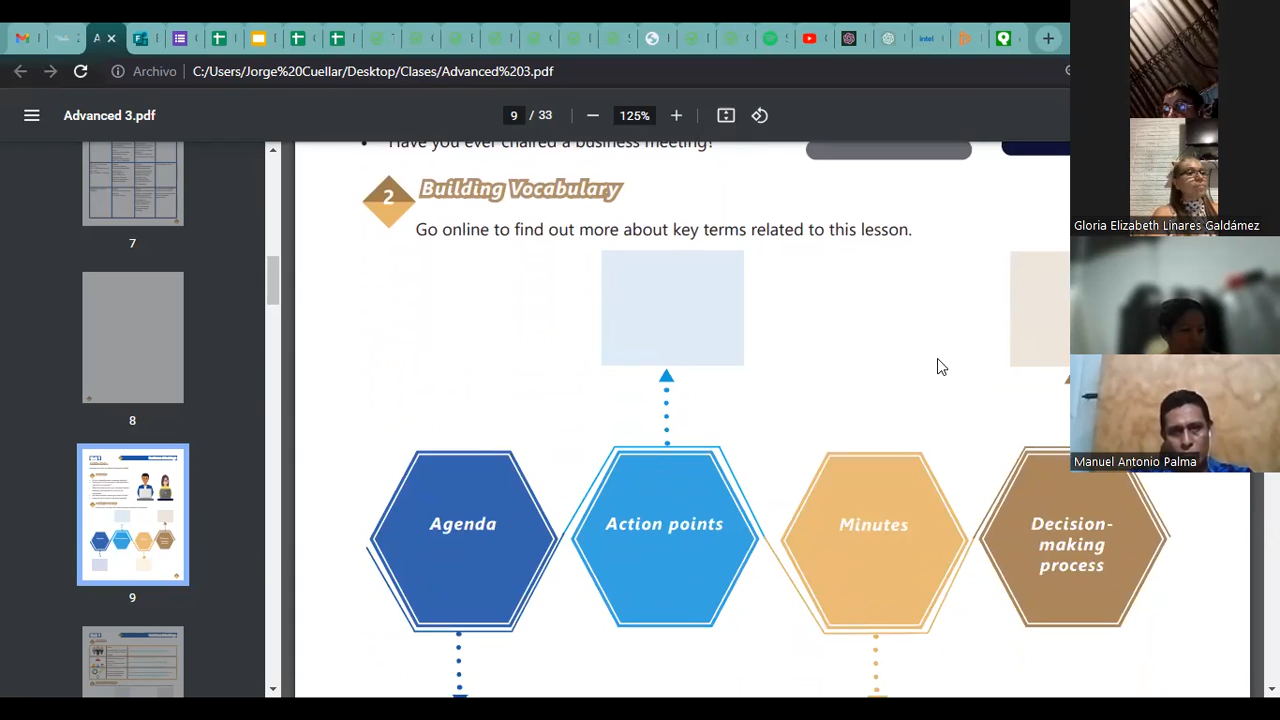 Archivo
C:/Users/Jorge%20Cuellar/Desktop/Clases/Advanced%203.pdf
Advanced 3.pdf
9 / 33
125%
Have you ever chaired a business meeting?
2
Building Vocabulary
Go online to find out more about key terms related to this lesson.
Agenda
Action points
Minutes
Decision-
making
process
7
8
9
Gloria Elizabeth Linares Galdámez
Manuel Antonio Palma